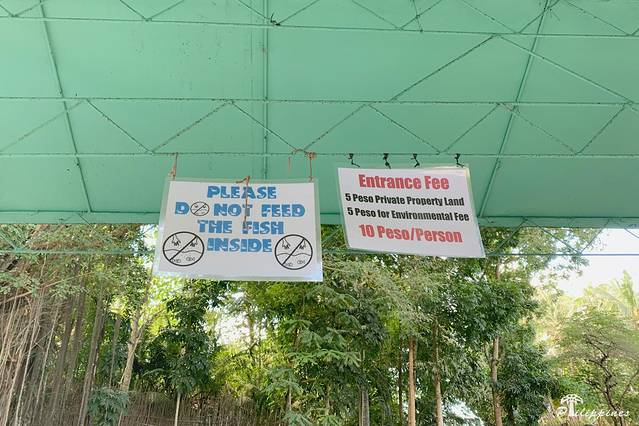 PLEASE
DO NOT FEED
THE FISH
INSIDE
Entrance Fee
5 Peso Private Property Land
5 Peso for Environmental Fee
10 Peso/Person
Philippines